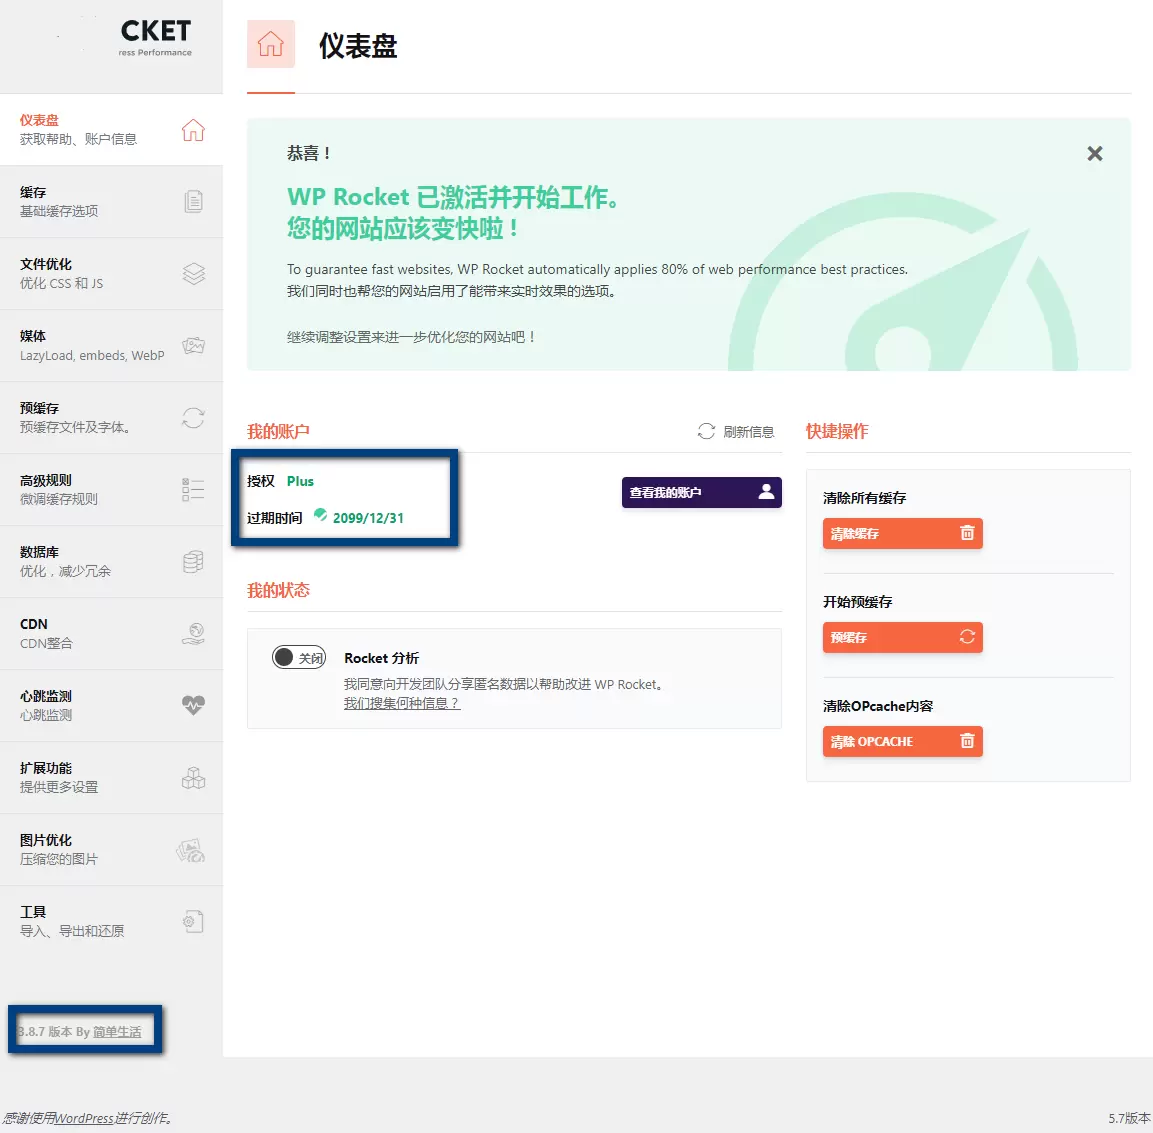 CKET
ress Performance
仪表盘
获取帮助、账户信息
缓存
基础缓存选项
文件优化
优化 CSS 和 JS
媒体
LazyLoad, embeds, WebP
预缓存
预缓存文件及字体。
高级规则
微调缓存规则
数据库
优化，减少冗余
CDN
CDN整合
心跳监测
心跳监测
扩展功能
提供更多设置
图片优化
压缩您的图片
工具
导入、导出和还原
3.8.7 版本 By 简单生活
仪表盘
恭喜！
WP Rocket 已激活并开始工作。
您的网站应该变快啦！
To guarantee fast websites, WP Rocket automatically applies 80% of web performance best practices.
我们同时也帮您的网站启用了能带来实时效果的选项。
继续调整设置来进一步优化您的网站吧！
我的账户
刷新信息
授权 Plus
过期时间 2099/12/31
查看我的账户
我的状态
关闭
Rocket 分析
我同意向开发团队分享匿名数据以帮助改进 WP Rocket。
我们搜集何种信息？
快捷操作
清除所有缓存
清除缓存
开始预缓存
预缓存
清除OPcache内容
清除 OPCACHE
感谢使用WordPress进行创作。
5.7版本